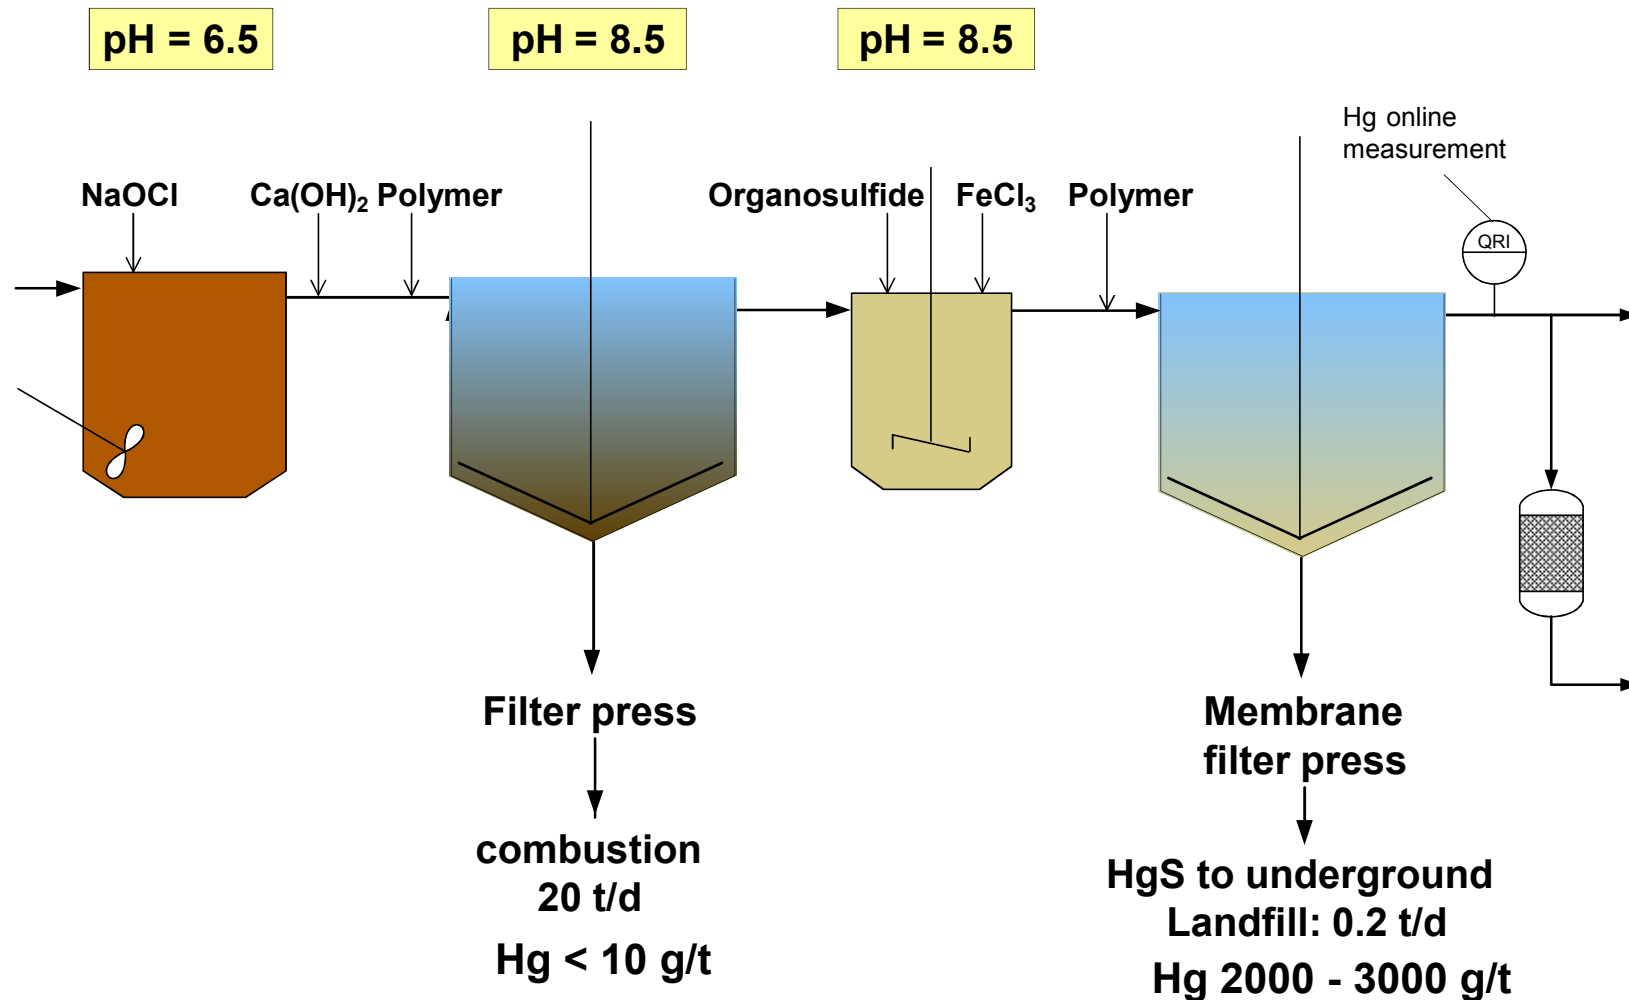 pH = 6.5
pH = 8.5
pH = 8.5
Hg online
measurement
NaOCl
Ca(OH)₂
Polymer
Organosulfide
FeCl₃
Polymer
QRI
Filter press
combustion
20 t/d
Hg < 10 g/t
Membrane
filter press
HgS to underground
Landfill: 0.2 t/d
Hg 2000 - 3000 g/t